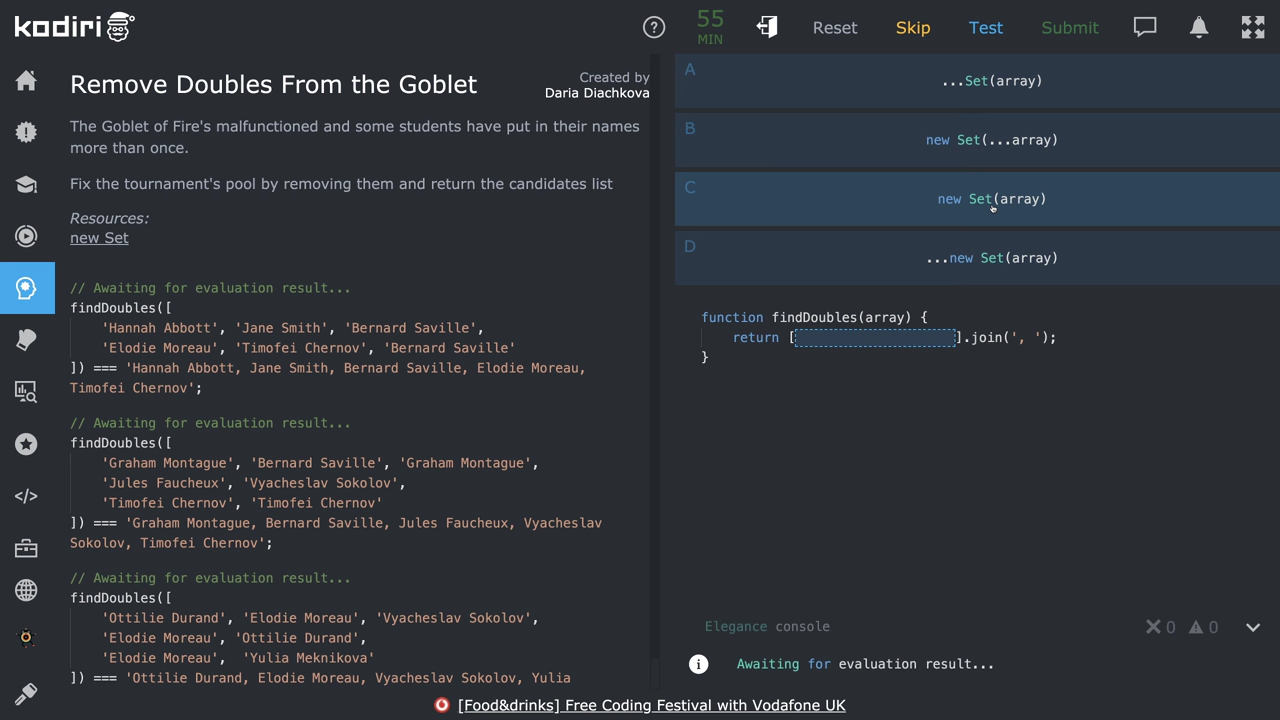 kodiri
?
55
MIN
Reset
Skip
Test
Submit
Remove Doubles From the Goblet
Created by
Daria Diachkova
The Goblet of Fire's malfunctioned and some students have put in their names
more than once.
Fix the tournament's pool by removing them and return the candidates list
Resources:
new Set
// Awaiting for evaluation result...
findDoubles([
'Hannah Abbott', 'Jane Smith', 'Bernard Saville',
'Elodie Moreau', 'Timofei Chernov', 'Bernard Saville'
]) === 'Hannah Abbott, Jane Smith, Bernard Saville, Elodie Moreau,
Timofei Chernov';
// Awaiting for evaluation result...
findDoubles([
'Graham Montague', 'Bernard Saville', 'Graham Montague',
'Jules Faucheux', 'Vyacheslav Sokolov',
'Timofei Chernov', 'Timofei Chernov'
]) === 'Graham Montague, Bernard Saville, Jules Faucheux, Vyacheslav
Sokolov, Timofei Chernov';
// Awaiting for evaluation result...
findDoubles([
'Ottilie Durand', 'Elodie Moreau', 'Vyacheslav Sokolov',
'Elodie Moreau', 'Ottilie Durand',
'Elodie Moreau', 'Yulia Meknikova'
]) === 'Ottilie Durand, Elodie Moreau, Vyacheslav Sokolov, Yulia
A
...Set(array)
B
new Set(...array)
C
new Set(array)
D
...new Set(array)
function findDoubles(array) {
return [ ].join(', ');
}
Elegance console
0
0
Awaiting for evaluation result...
[Food&drinks] Free Coding Festival with Vodafone UK